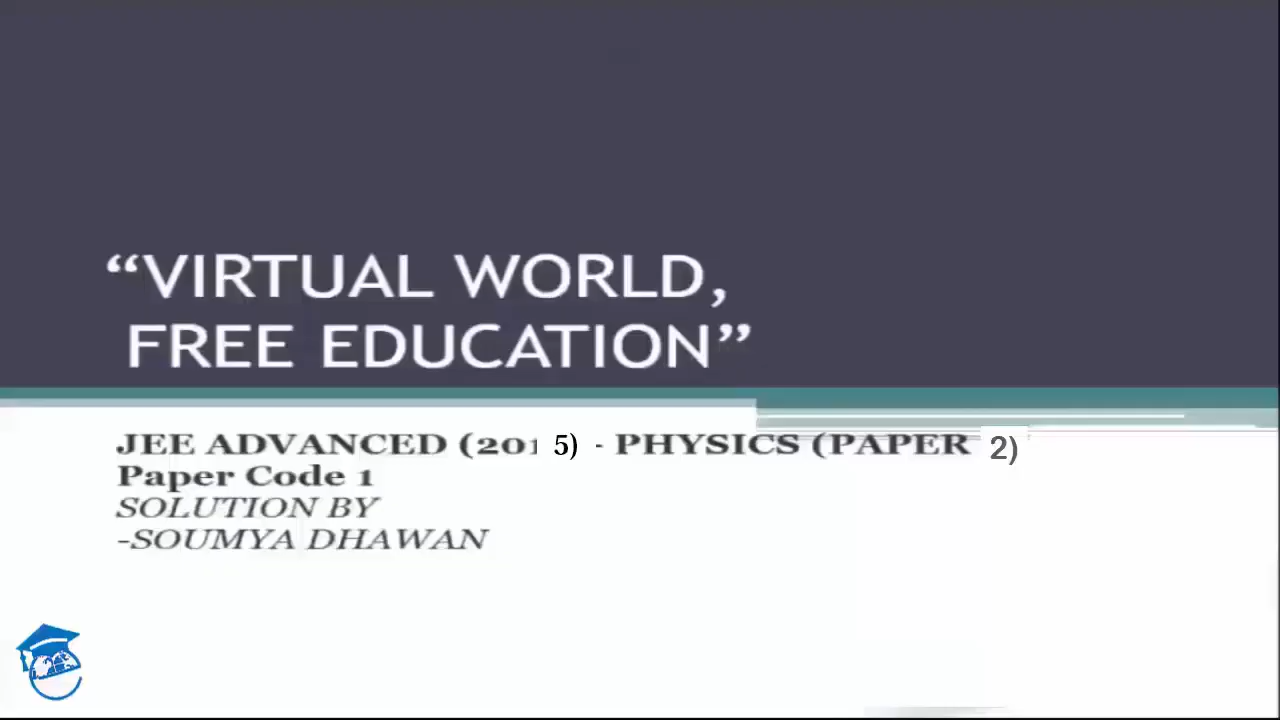 “VIRTUAL WORLD,
FREE EDUCATION”
JEE ADVANCED (201 5) - PHYSICS (PAPER 2)
Paper Code 1
SOLUTION BY
-SOUMYA DHAWAN